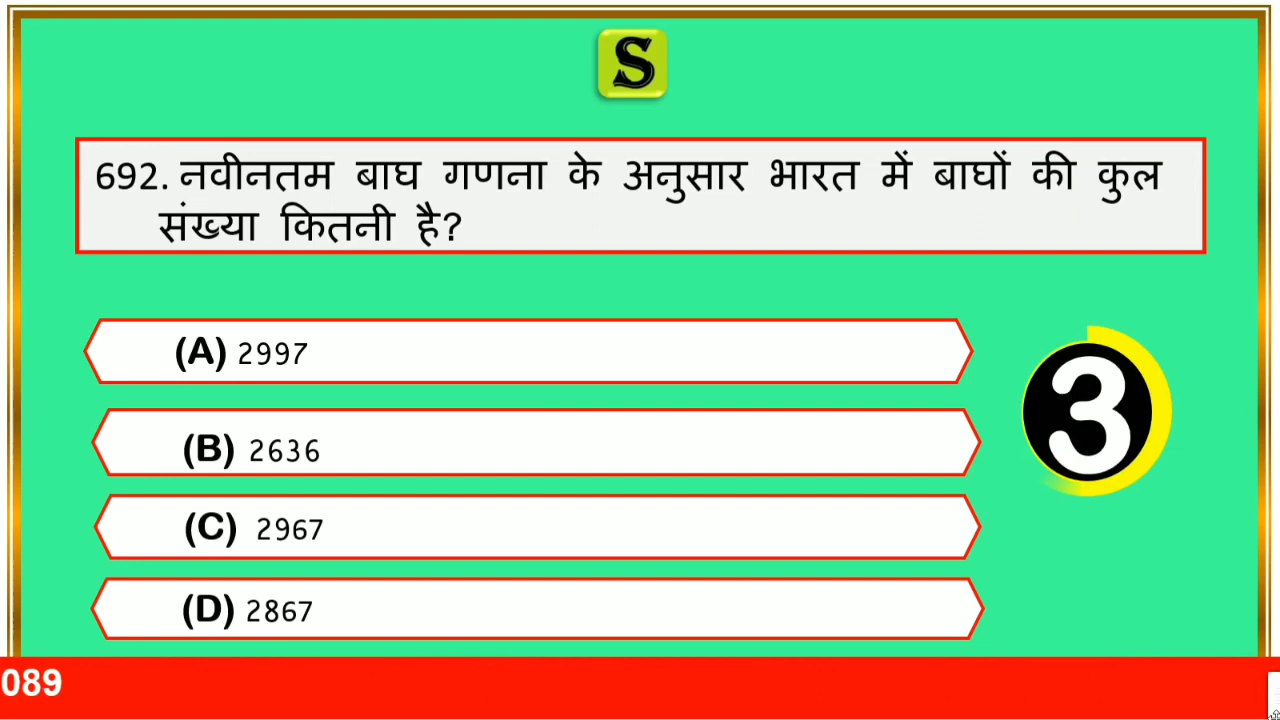 S
692. नवीनतम बाघ गणना के अनुसार भारत में बाघों की कुल
संख्या कितनी है?
(A) 2997
(B) 2636
(C) 2967
(D) 2867
3
089